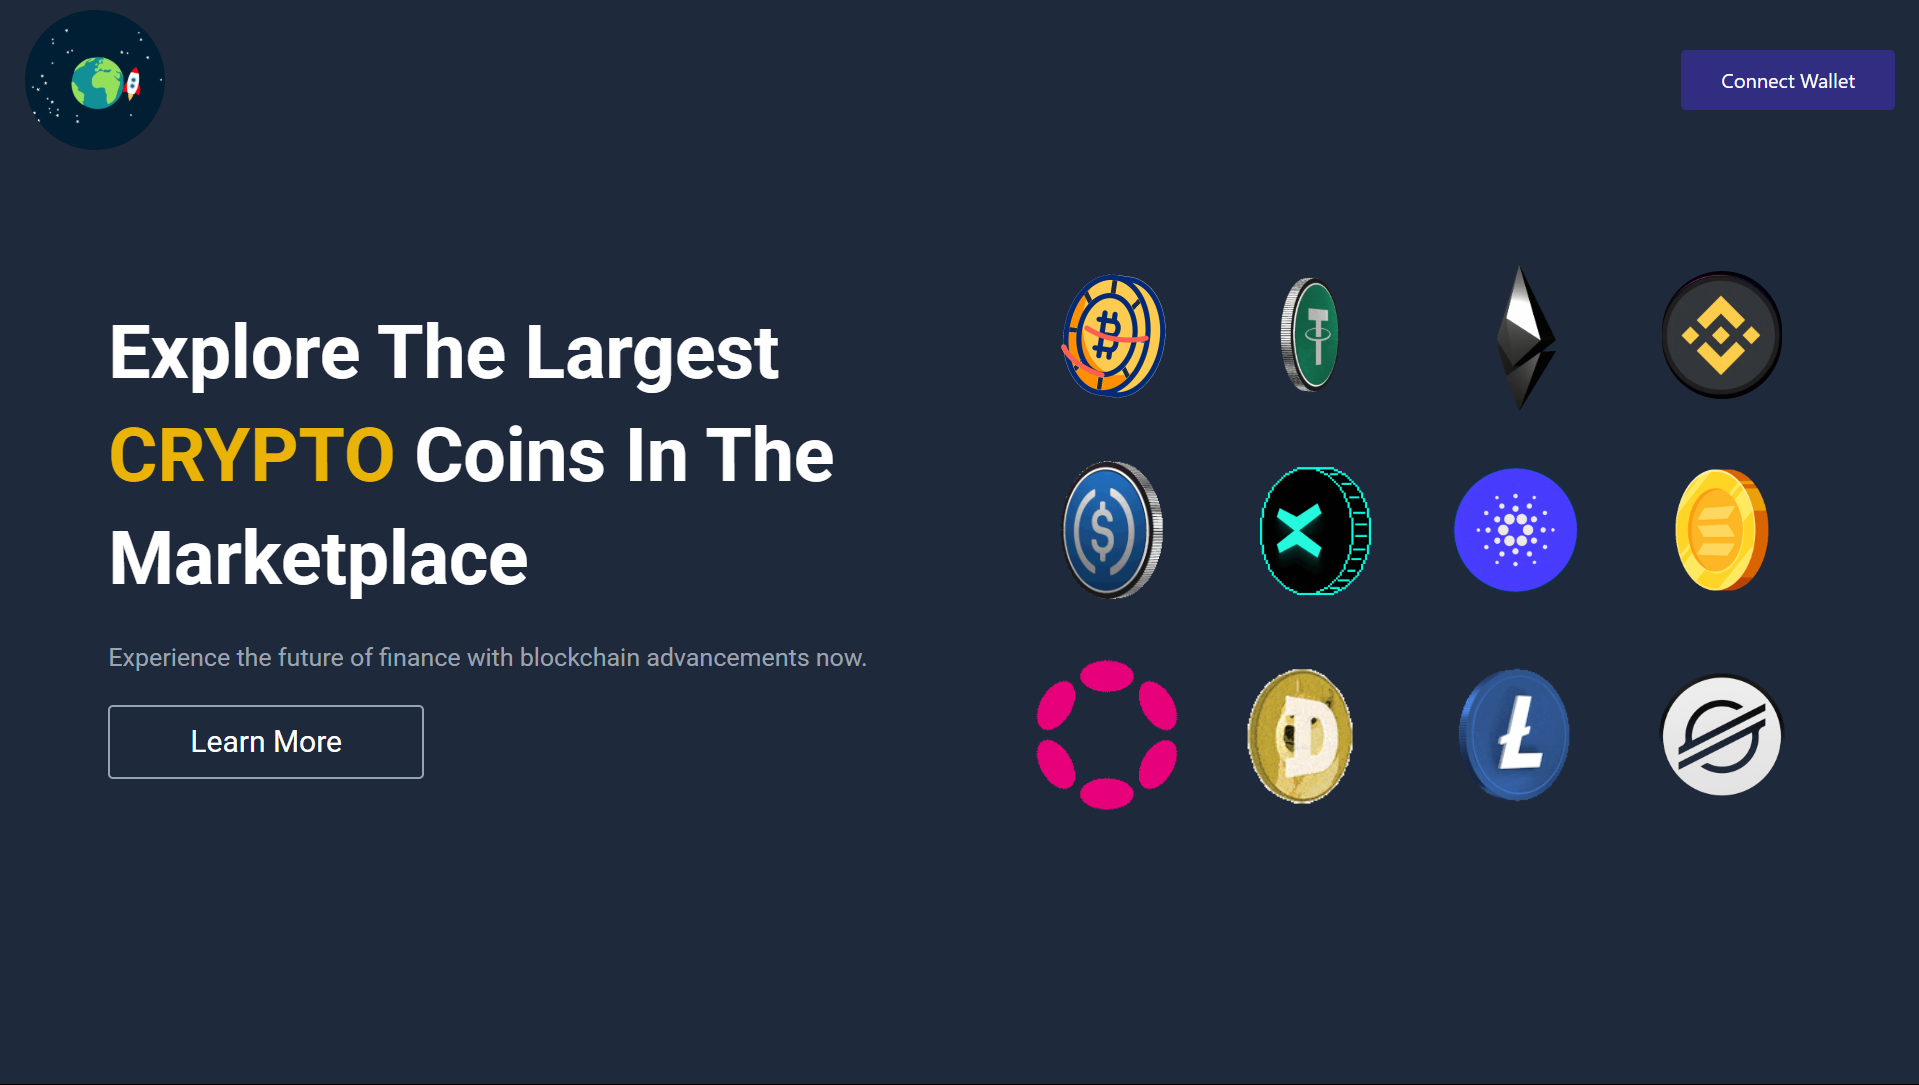 Connect Wallet
Explore The Largest
CRYPTO Coins In The
Marketplace
Experience the future of finance with blockchain advancements now.
Learn More